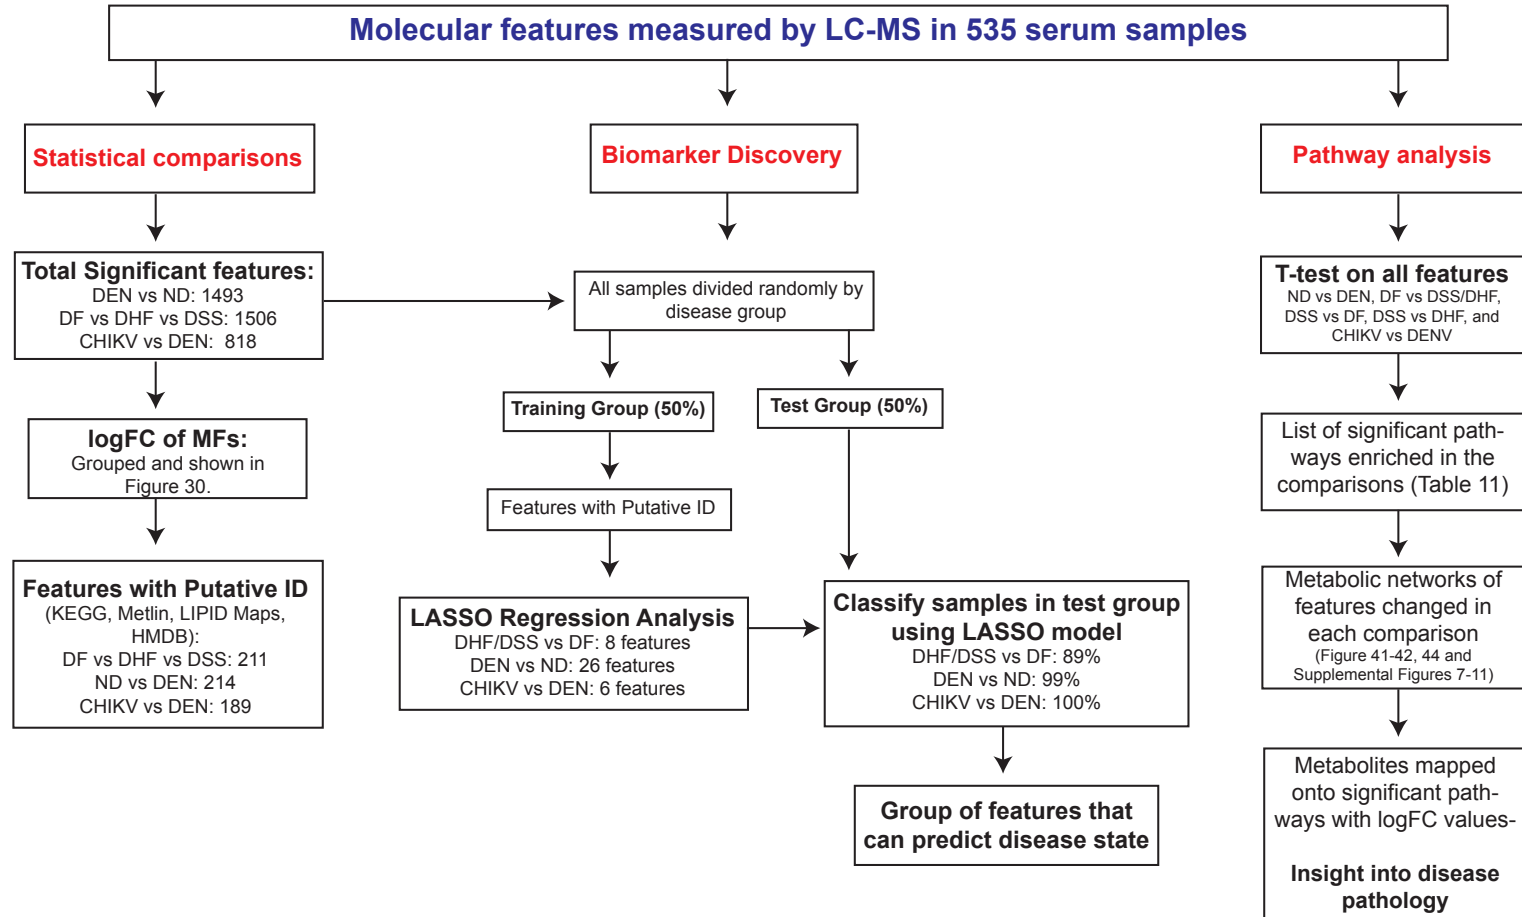 Molecular features measured by LC-MS in 535 serum samples
Statistical comparisons
Total Significant features:
DEN vs ND: 1493
DF vs DHF vs DSS: 1506
CHIKV vs DEN:  818
logFC of MFs:
Grouped and shown in
Figure 30.
Features with Putative ID
(KEGG, Metlin, LIPID Maps,
HMDB):
DF vs DHF vs DSS: 211
ND vs DEN: 214
CHIKV vs DEN: 189
Biomarker Discovery
All samples divided randomly by
disease group
Training Group (50%)
Test Group (50%)
Features with Putative ID
LASSO Regression Analysis
DHF/DSS vs DF: 8 features
DEN vs ND: 26 features
CHIKV vs DEN: 6 features
Classify samples in test group
using LASSO model
DHF/DSS vs DF: 89%
DEN vs ND: 99%
CHIKV vs DEN: 100%
Group of features that
can predict disease state
Pathway analysis
T-test on all features
ND vs DEN, DF vs DSS/DHF,
DSS vs DF, DSS vs DHF, and
CHIKV vs DENV
List of significant path-
ways enriched in the
comparisons (Table 11)
Metabolic networks of
features changed in
each comparison
(Figure 41-42, 44 and
Supplemental Figures 7-11)
Metabolites mapped
onto significant path-
ways with logFC values-
Insight into disease
pathology